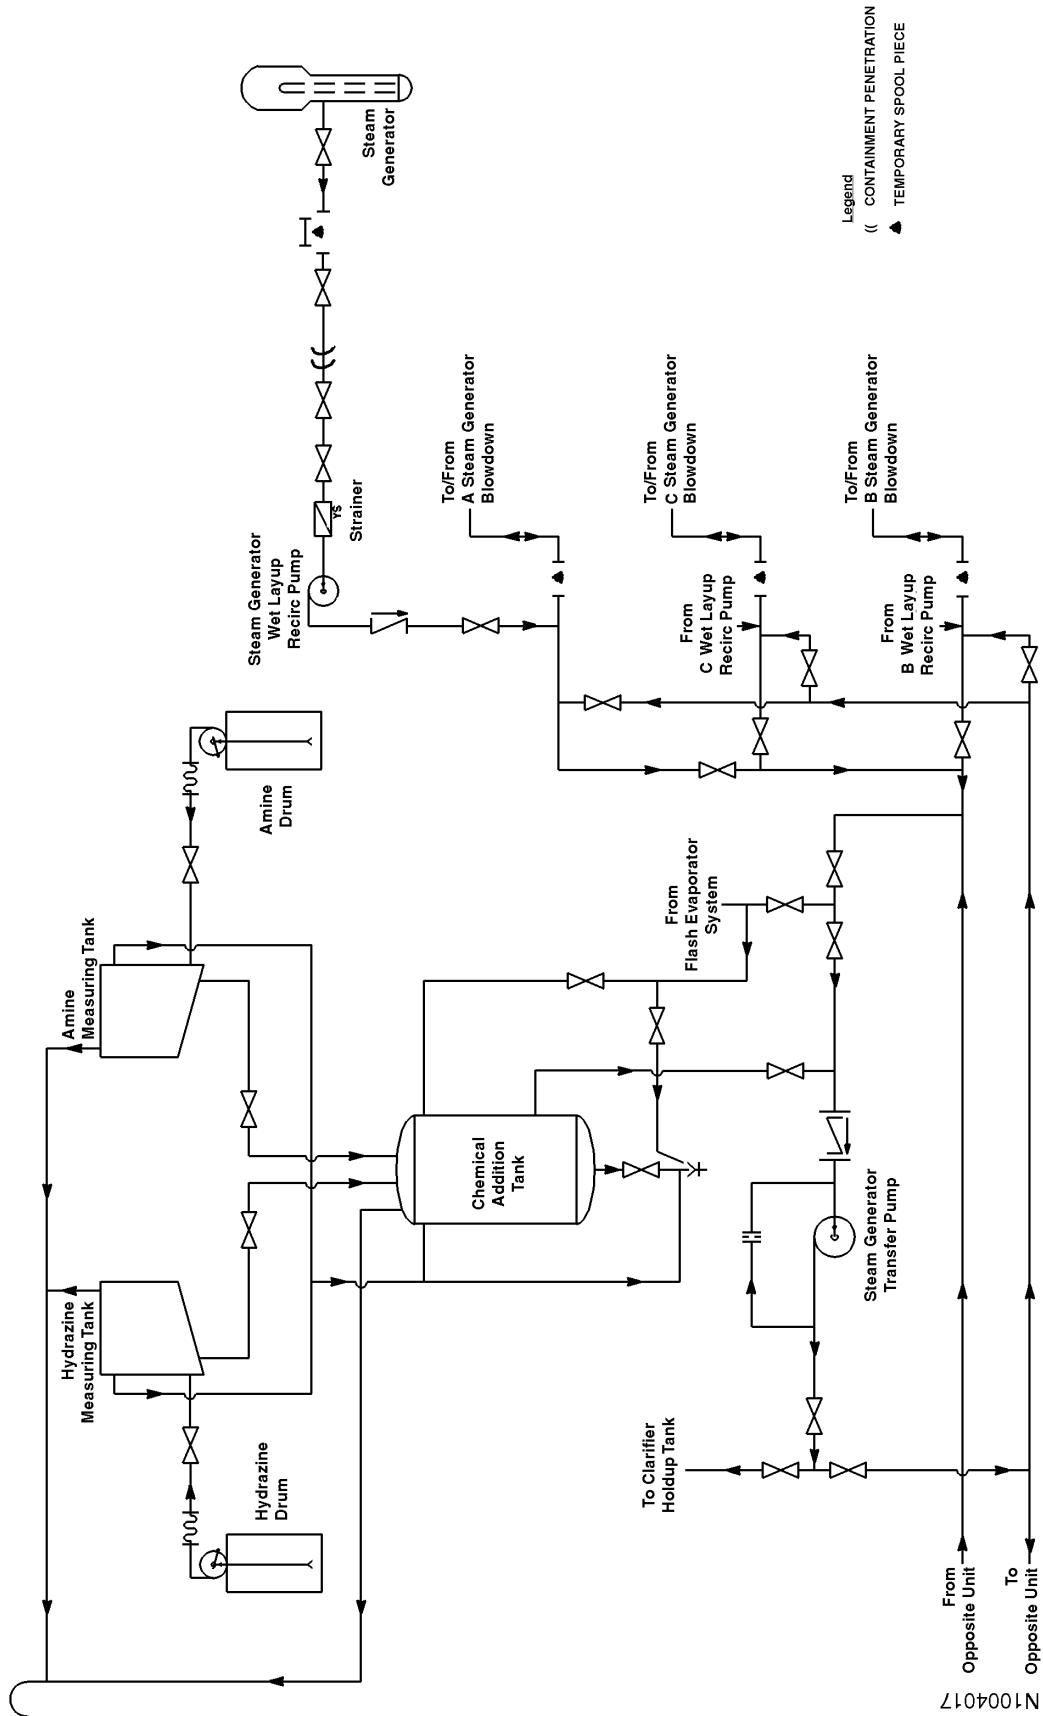 Steam
Generator
Legend
(( CONTAINMENT PENETRATION
TEMPORARY SPOOL PIECE
Strainer
YS
Steam Generator
Wet Layup
Recirc Pump
To/From
A Steam Generator
Blowdown
To/From
C Steam Generator
Blowdown
To/From
B Steam Generator
Blowdown
From
C Wet Layup
Recirc Pump
From
B Wet Layup
Recirc Pump
Amine
Drum
Amine
Measuring Tank
From
Flash Evaporator
System
Chemical
Addition
Tank
Steam Generator
Transfer Pump
Hydrazine
Measuring Tank
Hydrazine
Drum
To Clarifier
Holdup Tank
From
Opposite Unit
To
Opposite Unit
N1004017